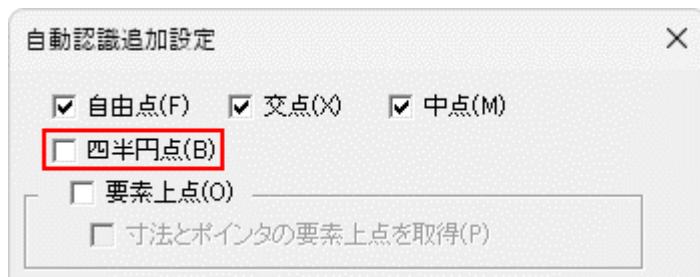 自動認識追加設定
自由点(F) 交点(X) 中点(M)
四半円点(B)
要素上点(O)
寸法とポインタの要素上点を取得(P)